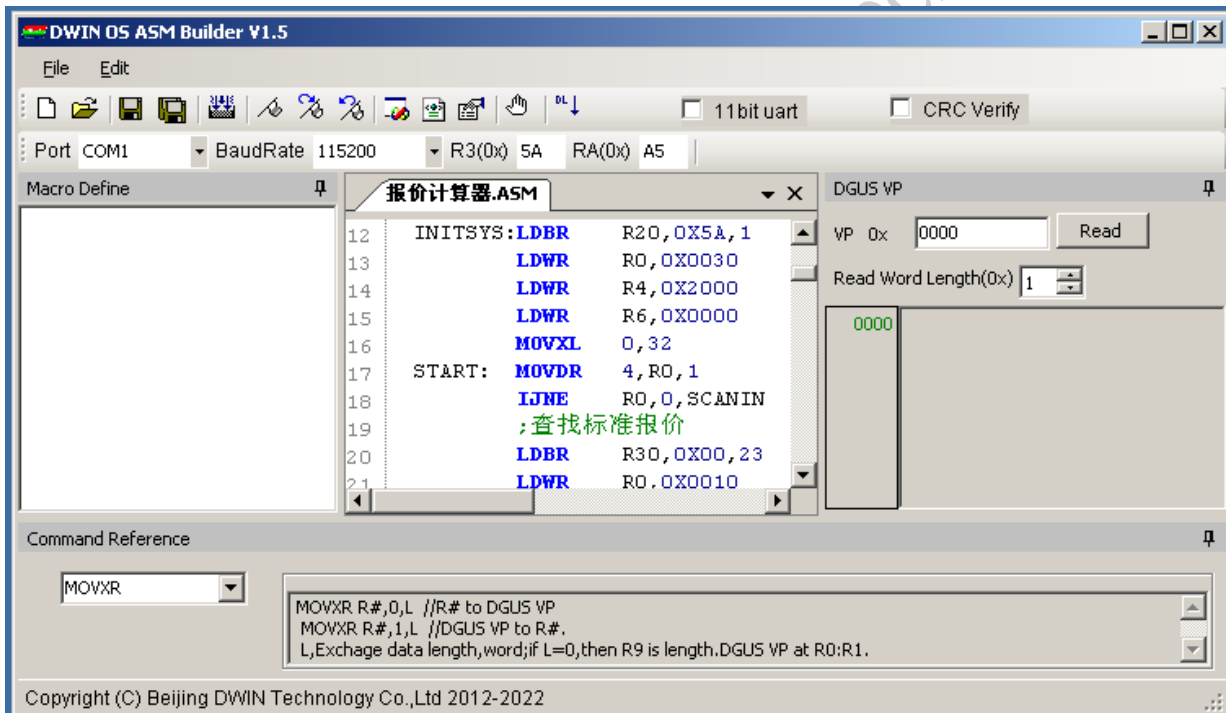 DWIN OS ASM Builder V1.5
File Edit
DL 11bit uart CRC Verify
Port COM1 BaudRate 115200 R3(0x) 5A RA(0x) A5
Macro Define
报价计算器.ASM
12 INITSYS:LDBR R20,0X5A,1
13 LDWR R0,0X0030
14 LDWR R4,0X2000
15 LDWR R6,0X0000
16 MOVXL 0,32
17 START: MOVDR 4,R0,1
18 IJNE R0,0,SCANIN
19 ;查找标准报价
20 LDBR R30,0X00,23
21 LDWR R0,0X0010
DGUS VP
VP 0x 0000 Read
Read Word Length(0x) 1
0000
Command Reference
MOVXR
MOVXR R#,0,L //R# to DGUS VP
MOVXR R#,1,L //DGUS VP to R#.
L,Exchage data length,word;if L=0,then R9 is length.DGUS VP at R0:R1.
Copyright (C) Beijing DWIN Technology Co.,Ltd 2012-2022